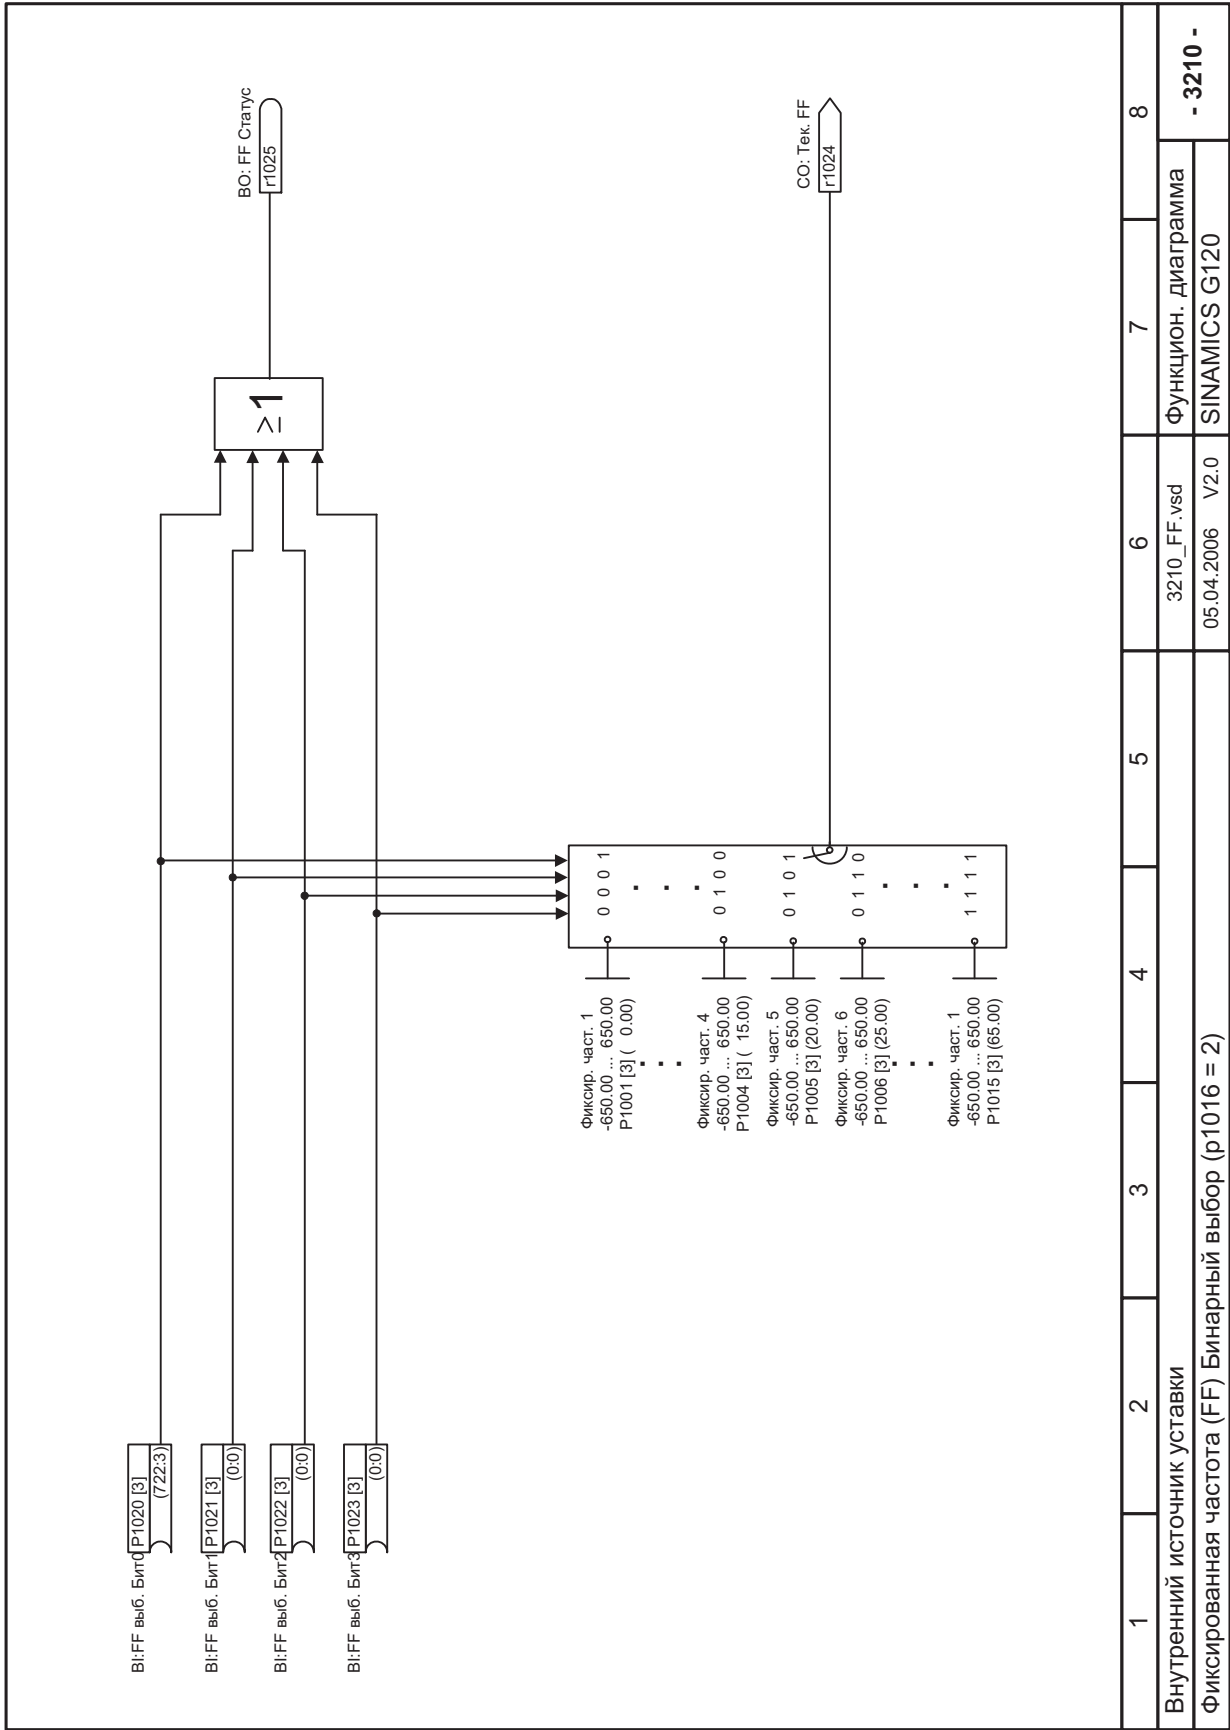 BI:FF выб. Бит0 P1020 [3]
(722:3)
BI:FF выб. Бит1 P1021 [3]
(0:0)
BI:FF выб. Бит2 P1022 [3]
(0:0)
BI:FF выб. Бит3 P1023 [3]
(0:0)
≥1
BO: FF Статус
r1025
Фиксир. част. 1
-650.00 ... 650.00
P1001 [3] ( 0.00)
. . .
Фиксир. част. 4
-650.00 ... 650.00
P1004 [3] ( 15.00)
Фиксир. част. 5
-650.00 ... 650.00
P1005 [3] (20.00)
Фиксир. част. 6
-650.00 ... 650.00
P1006 [3] (25.00)
. . .
Фиксир. част. 1
-650.00 ... 650.00
P1015 [3] (65.00)
0 0 0 1
. . .
0 1 0 0
0 1 0 1
0 1 1 0
. . .
1 1 1 1
CO: Тек. FF
r1024
1 2 3 4 5 6 7 8
Внутренний источник уставки 3210_FF.vsd Функцион. диаграмма - 3210 -
Фиксированная частота (FF) Бинарный выбор (p1016 = 2) 05.04.2006 V2.0 SINAMICS G120